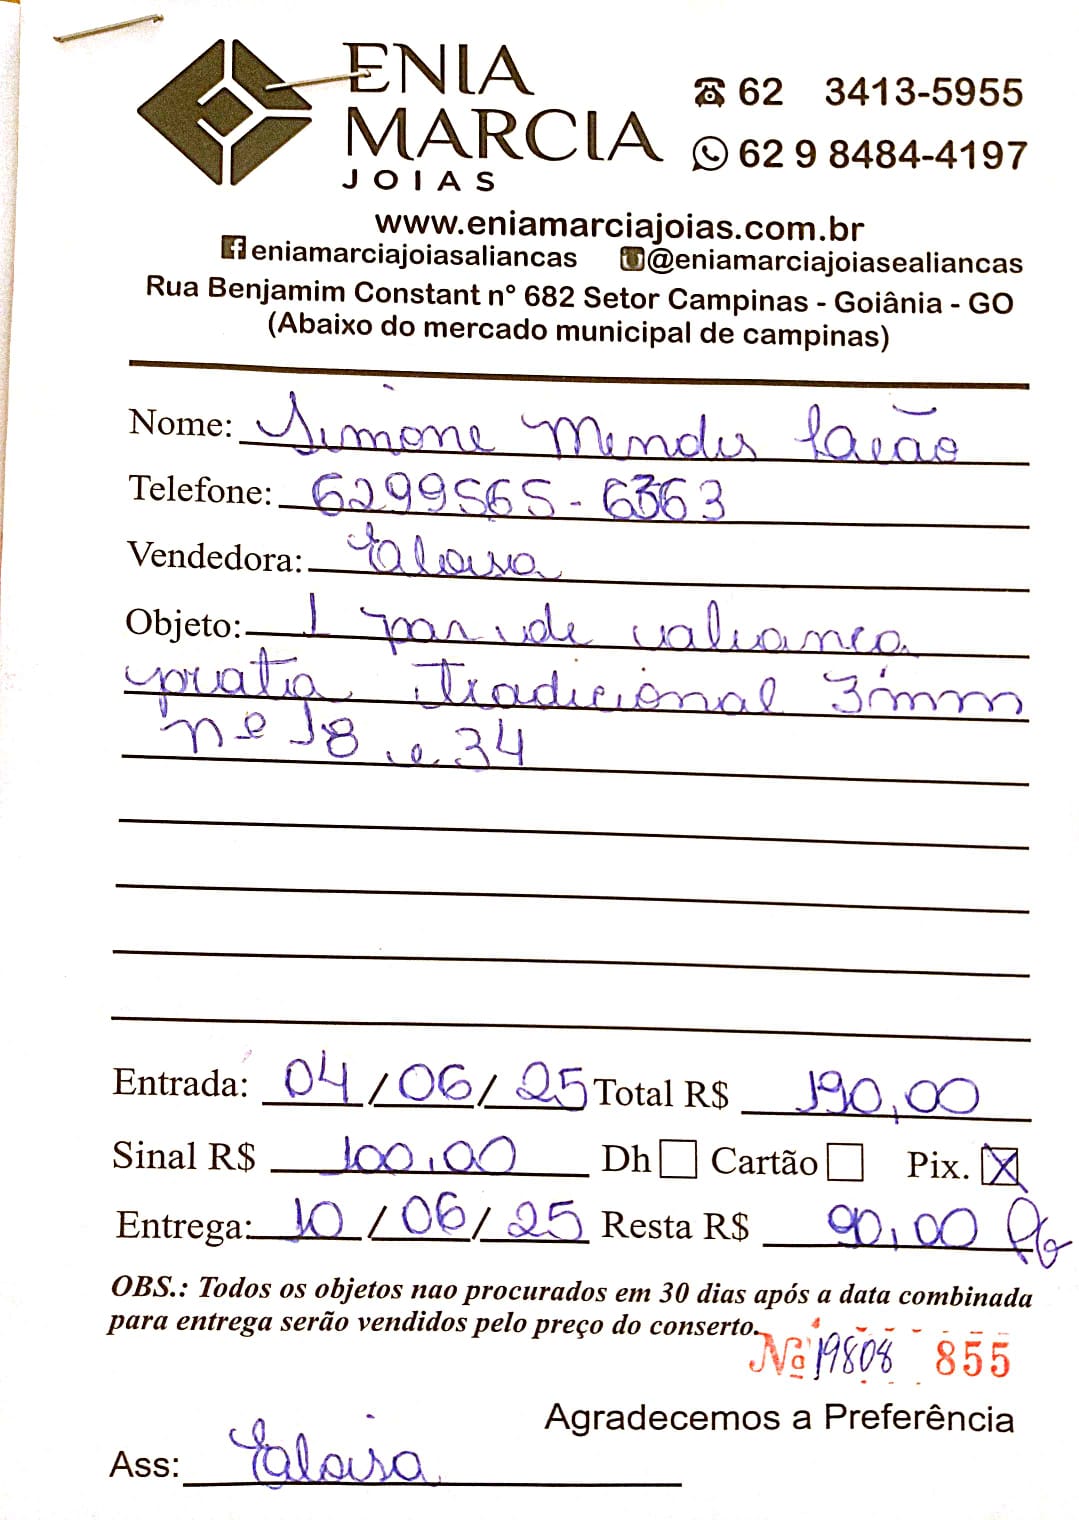 ENIA
MARCIA
JOIAS
62 3413-5955
62 9 8484-4197
www.eniamarciajoias.com.br
eniamarciajoiasaliancas @eniamarciajoiasealiancas
Rua Benjamim Constant n° 682 Setor Campinas - Goiânia - GO
(Abaixo do mercado municipal de campinas)
Nome: Simone Mendes
Telefone: 6299565-6363
Vendedora: Eloisa
Objeto: 1 par de aliança
prata tradicional 3mm
nº 18 e 34
Entrada: 04/06/25 Total R$ 190,00
Sinal R$ 100,00 Dh Cartão Pix. X
Entrega: 10/06/25 Resta R$ 90,00 Pg
OBS.: Todos os objetos nao procurados em 30 dias após a data combinada
para entrega serão vendidos pelo preço do conserto.
Nº 19808 855
Agradecemos a Preferência
Ass: Eloisa